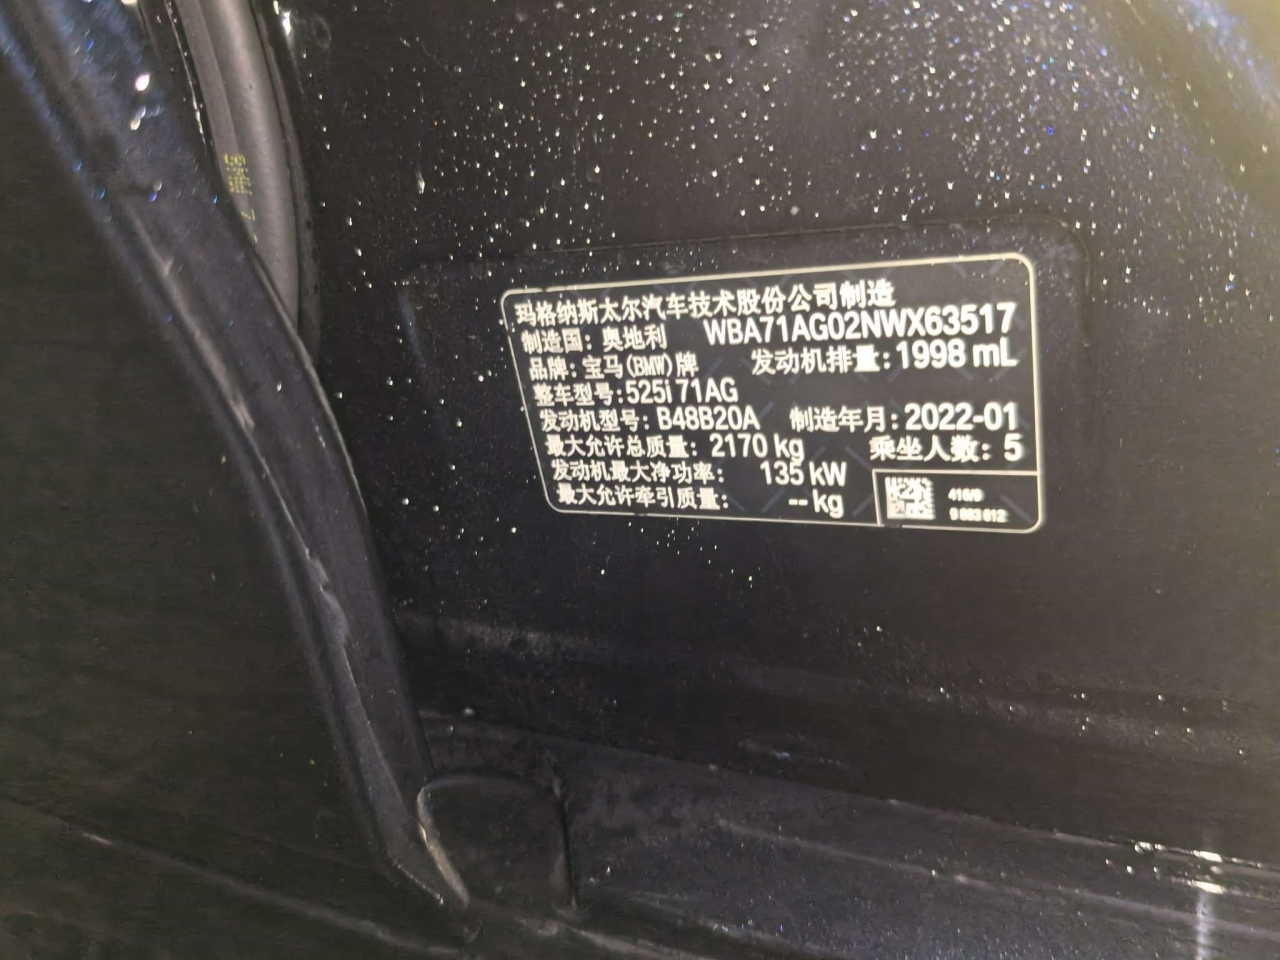 玛格纳斯太尔汽车技术股份公司制造
制造国: 奥地利 WBA71AG02NWX63517
品牌: 宝马(BMW)牌 发动机排量: 1998 mL
整车型号: 525i 71AG
发动机型号: B48B20A 制造年月: 2022-01
最大允许总质量: 2170 kg 乘坐人数: 5
发动机最大净功率: 135 kW
最大允许牵引质量: -- kg
9 883 612